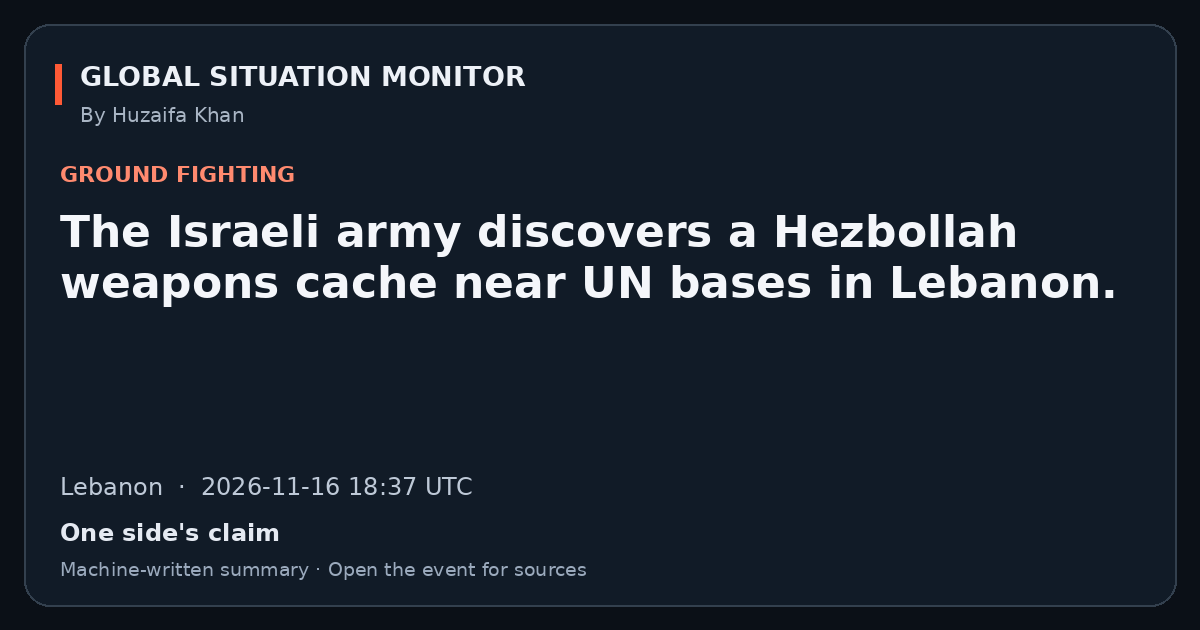 GLOBAL SITUATION MONITOR
By Huzaifa Khan
GROUND FIGHTING
The Israeli army discovers a Hezbollah
weapons cache near UN bases in Lebanon.
Lebanon · 2026-11-16 18:37 UTC
One side's claim
Machine-written summary · Open the event for sources